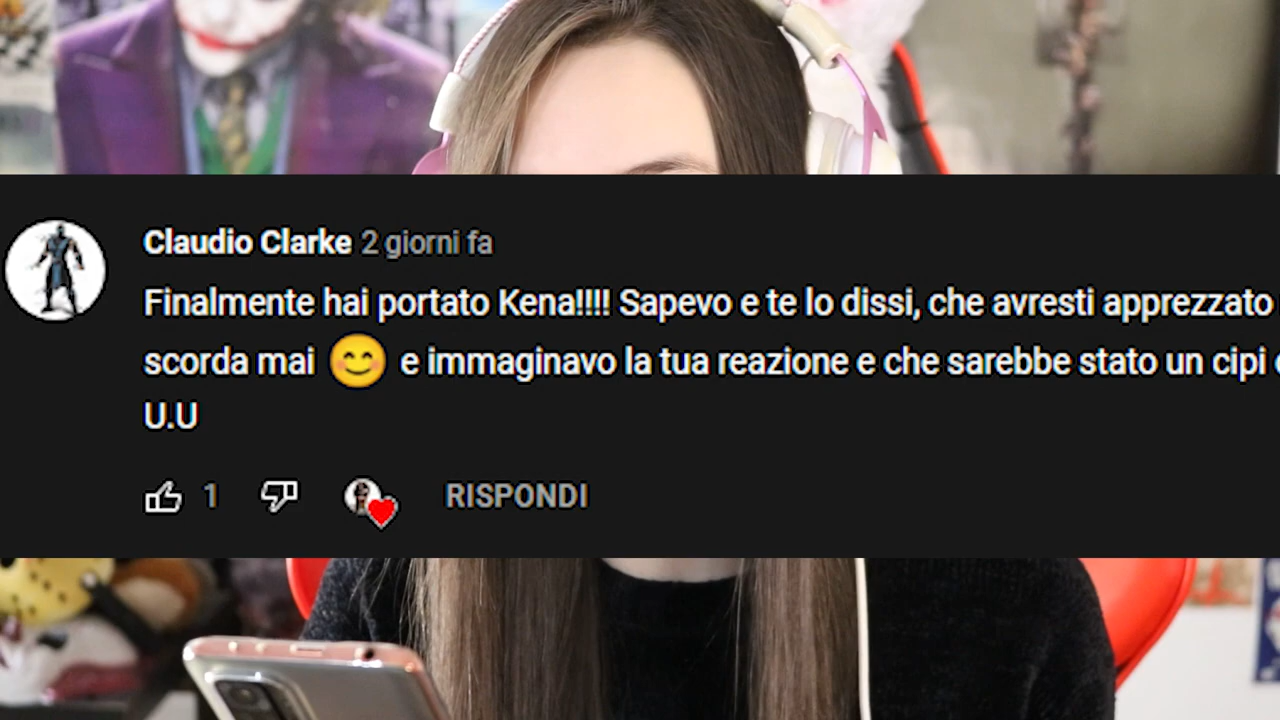 Claudio Clarke 2 giorni fa
Finalmente hai portato Kena!!!! Sapevo e te lo dissi, che avresti apprezzato
scorda mai 😊 e immaginavo la tua reazione e che sarebbe stato un cipi
U.U
1 RISPONDI